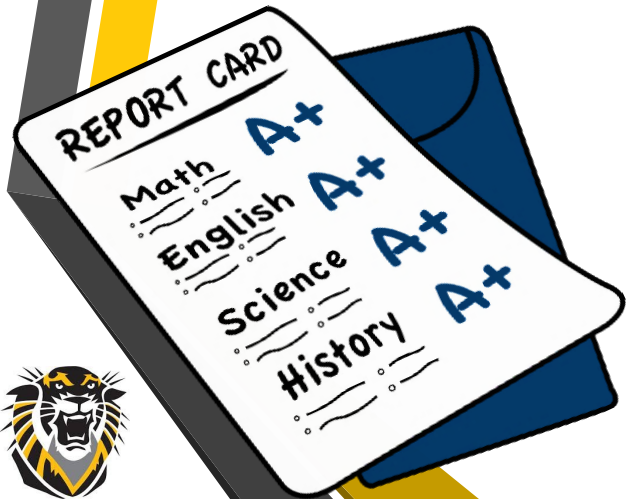 REPORT CARD
Math A+
English A+
Science A+
History A+